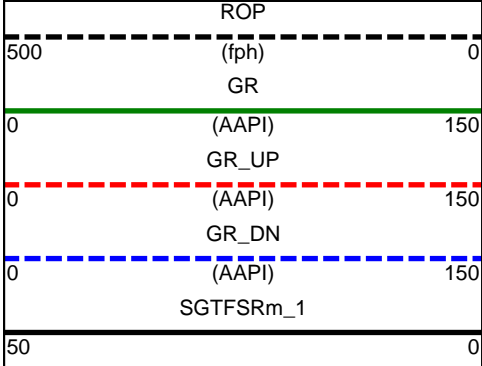 ROP
500 (fph) 0
GR
0 (AAPI) 150
GR_UP
0 (AAPI) 150
GR_DN
0 (AAPI) 150
SGTFSRm_1
50 0